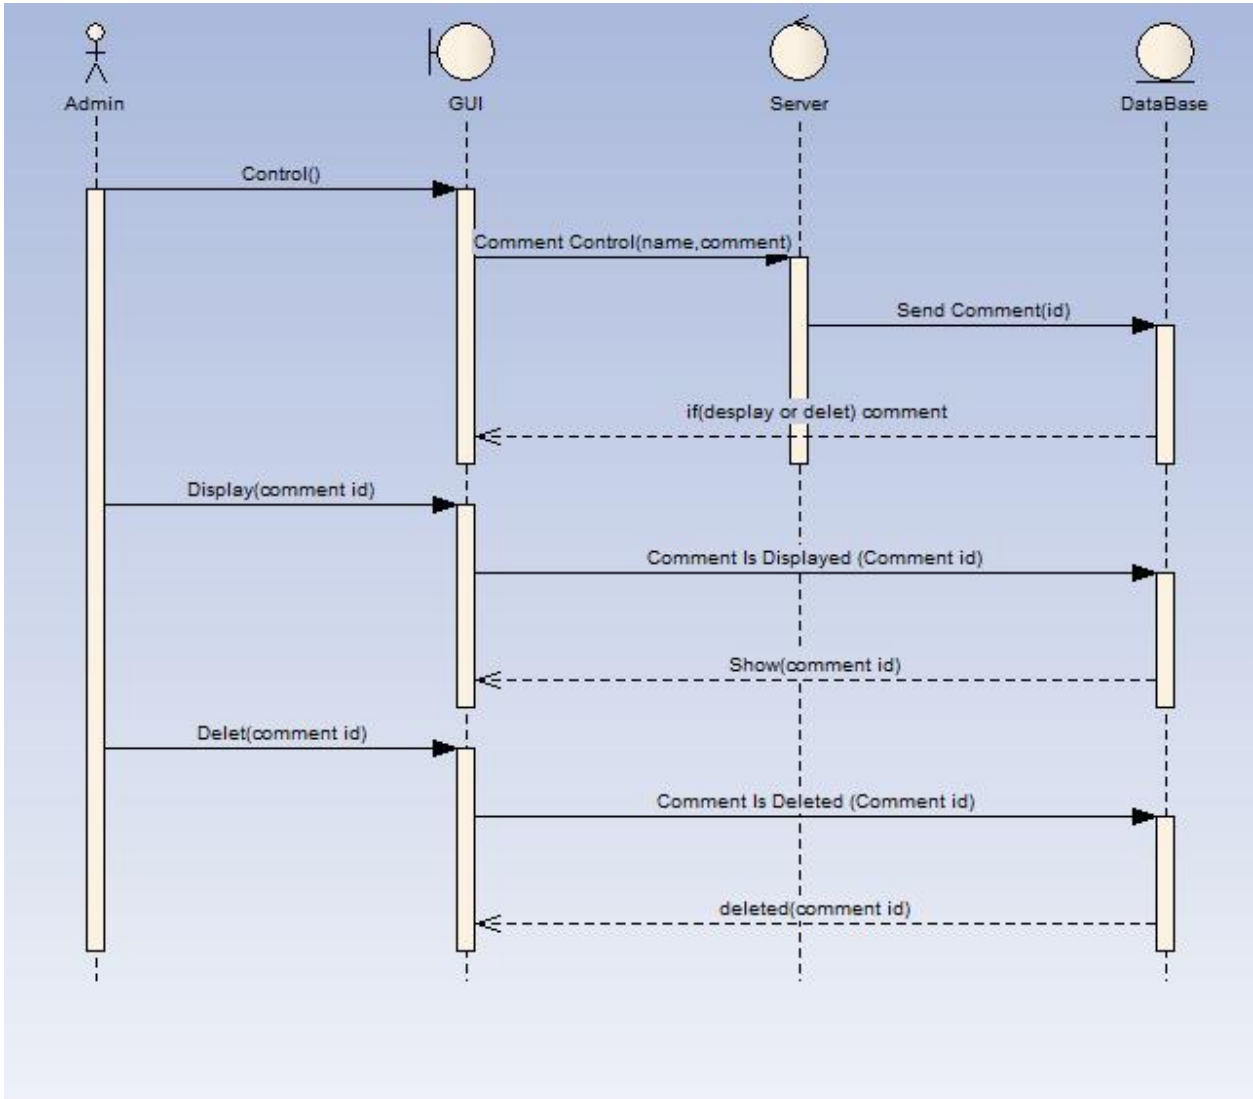 Admin
GUI
Server
DataBase
Control()
Comment Control(name,comment)
Send Comment(id)
if(desplay or delet) comment
Display(comment id)
Comment Is Displayed (Comment id)
Show(comment id)
Delet(comment id)
Comment Is Deleted (Comment id)
deleted(comment id)